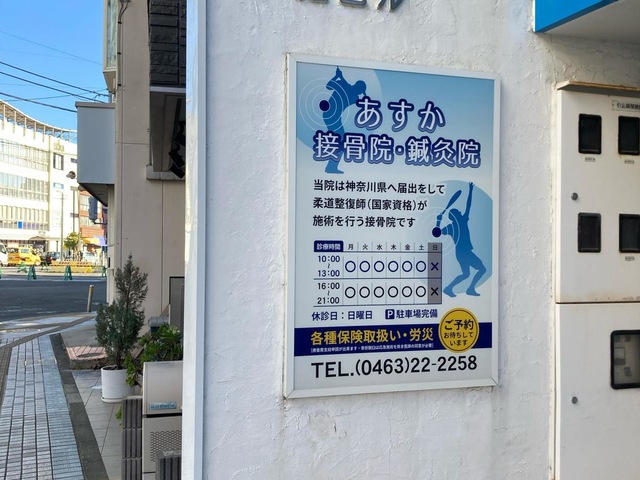 ビル
あすか
接骨院・鍼灸院
当院は神奈川県へ届出をして
柔道整復師（国家資格）が
施術を行う接骨院です
診療時間 月 火 水 木 金 土 日
10:00 〜 13:00 ○ ○ ○ ○ ○ ○ ×
16:00 〜 21:00 ○ ○ ○ ○ ○ ○ ×
休診日：日曜日 P 駐車場完備
各種保険取扱い・労災
ご予約
お待ちして
います
TEL.(0463)22-2258